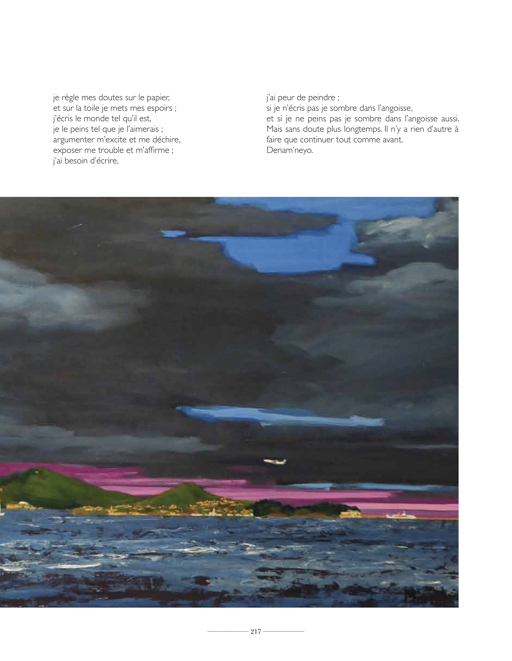 je règle mes doutes sur le papier,
et sur la toile je mets mes espoirs ;
j'écris le monde tel qu'il est,
je le peins tel que je l'aimerais ;
argumenter m'excite et me déchire,
exposer me trouble et m'affirme ;
j'ai besoin d'écrire,
j'ai peur de peindre ;
si je n'écris pas je sombre dans l'angoisse,
et si je ne peins pas je sombre dans l'angoisse aussi.
Mais sans doute plus longtemps. Il n'y a rien d'autre à
faire que continuer tout comme avant.
Denam'neyo.
217